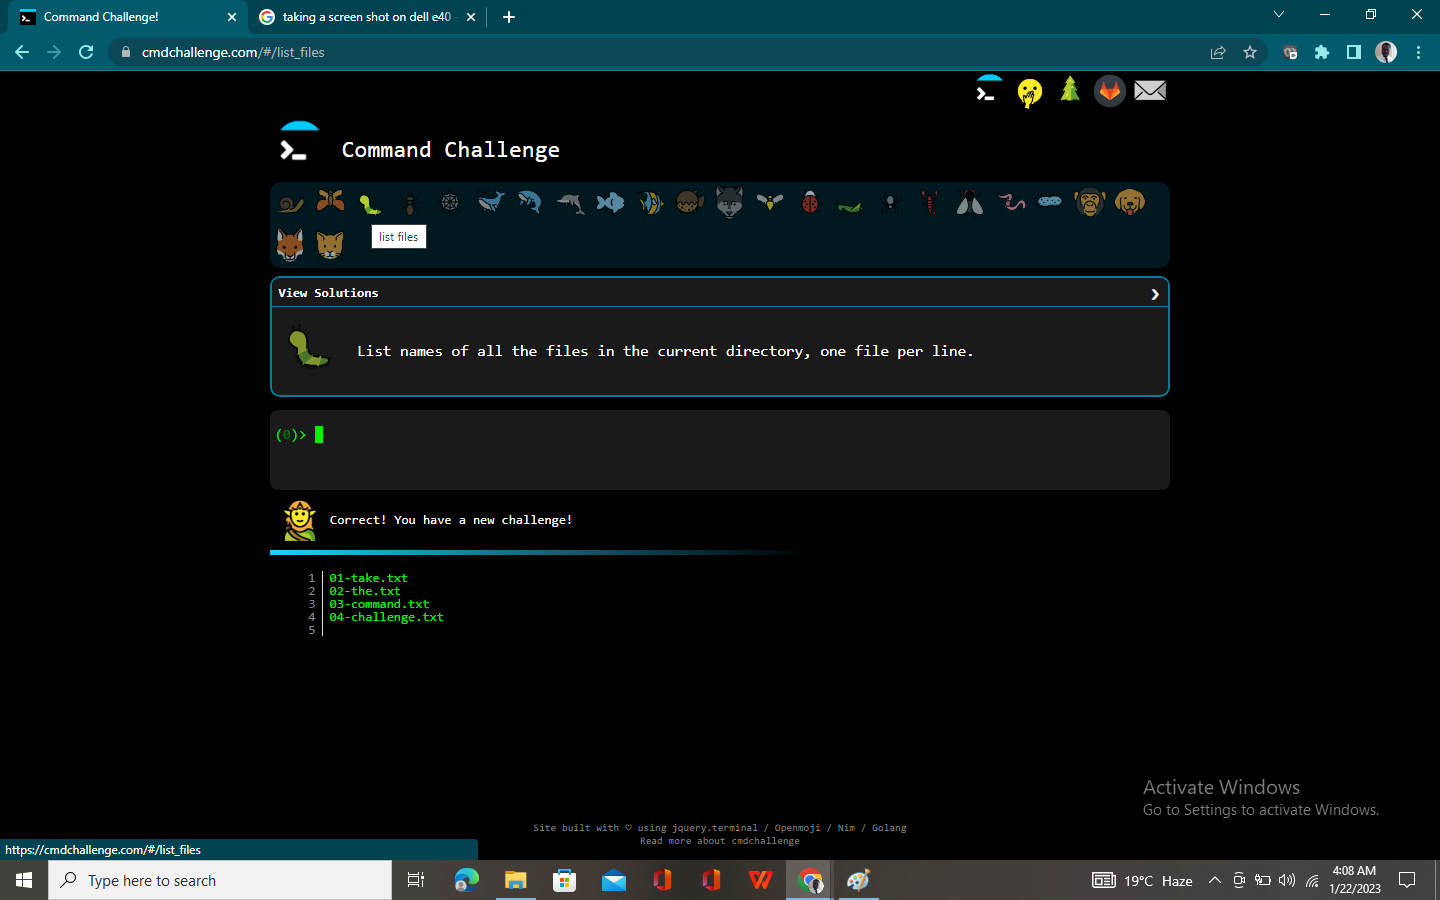 Command Challenge!
taking a screen shot on dell e40
cmdchallenge.com/#/list_files
Command Challenge
list files
View Solutions
List names of all the files in the current directory, one file per line.
(0)>
Correct! You have a new challenge!
1 01-take.txt
2 02-the.txt
3 03-command.txt
4 04-challenge.txt
5
Activate Windows
Go to Settings to activate Windows.
Site built with ♡ using jquery.terminal / Openmoji / Nim / Golang
Read more about cmdchallenge
https://cmdchallenge.com/#/list_files
Type here to search
19°C Haze
4:08 AM
1/22/2023